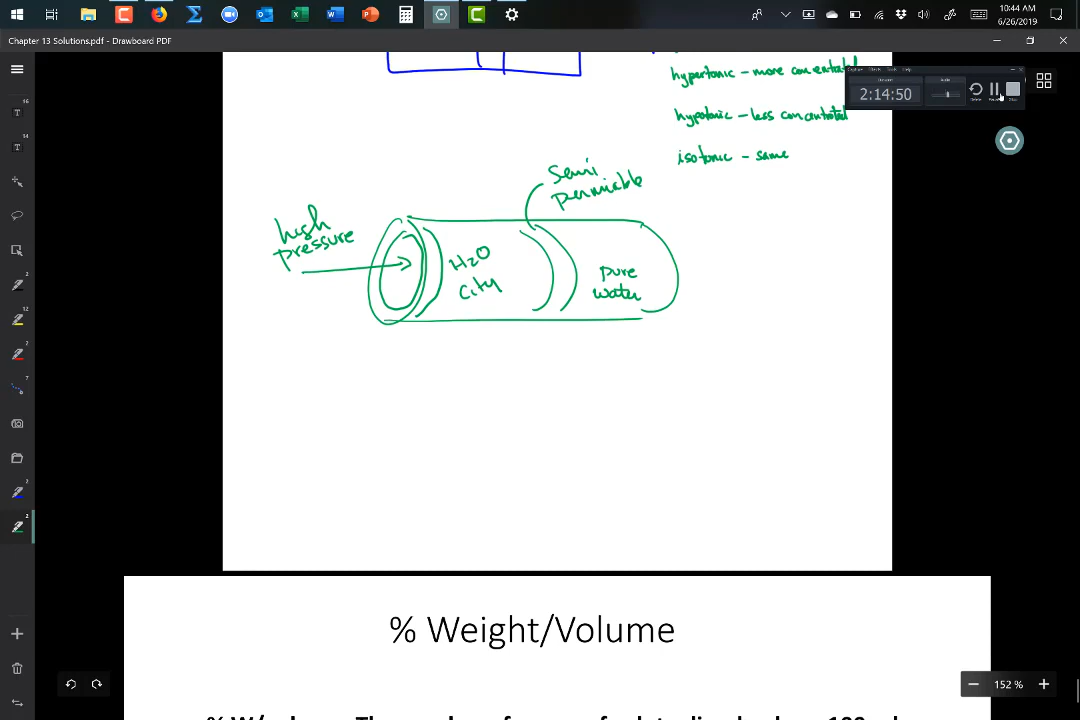 10:44 AM
6/26/2019
Chapter 13 Solutions.pdf - Drawboard PDF
hypertonic - more concentrated
2:14:50
hypotonic - less concentrated
isotonic - same
semi
permiable
high
pressure
H2O
city
pure
water
% Weight/Volume
152 %